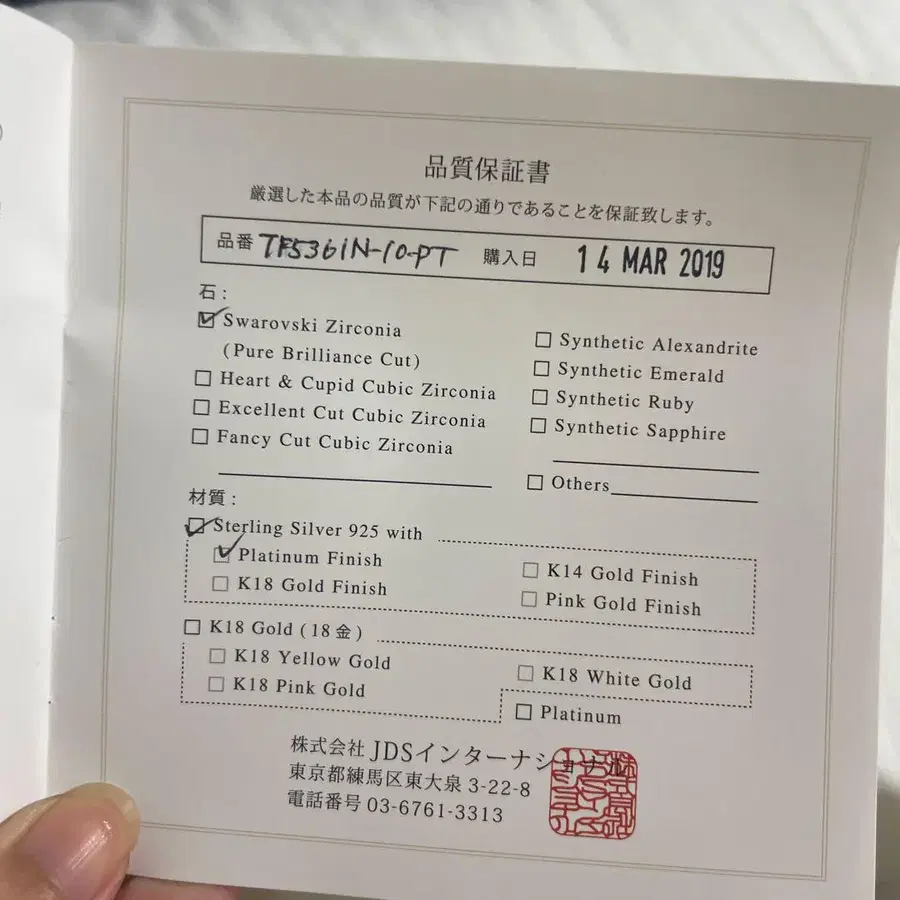 品質保証書
厳選した本品の品質が下記の通りであることを保証致します。
品番 TF5361N-10-PT 購入日 14 MAR 2019
石：
Swarovski Zirconia
(Pure Brilliance Cut)
Heart & Cupid Cubic Zirconia
Excellent Cut Cubic Zirconia
Fancy Cut Cubic Zirconia
Synthetic Alexandrite
Synthetic Emerald
Synthetic Ruby
Synthetic Sapphire
Others
材質：
Sterling Silver 925 with
Platinum Finish
K18 Gold Finish
K14 Gold Finish
Pink Gold Finish
K18 Gold (18金)
K18 Yellow Gold
K18 Pink Gold
K18 White Gold
Platinum
株式会社 JDSインターナショナル
東京都練馬区東大泉 3-22-8
電話番号 03-6761-3313